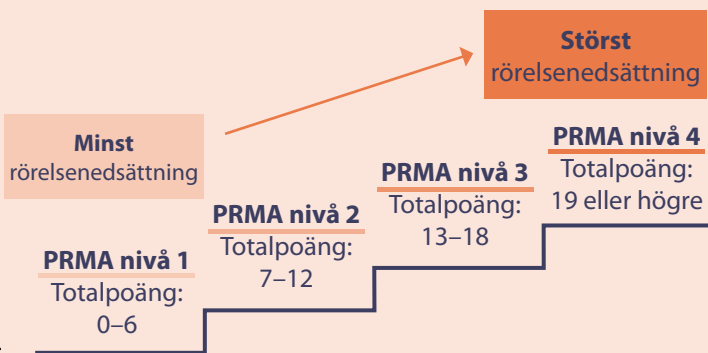 Störst
rörelsenedsättning
Minst
rörelsenedsättning
PRMA nivå 1
Totalpoäng:
0–6
PRMA nivå 2
Totalpoäng:
7–12
PRMA nivå 3
Totalpoäng:
13–18
PRMA nivå 4
Totalpoäng:
19 eller högre